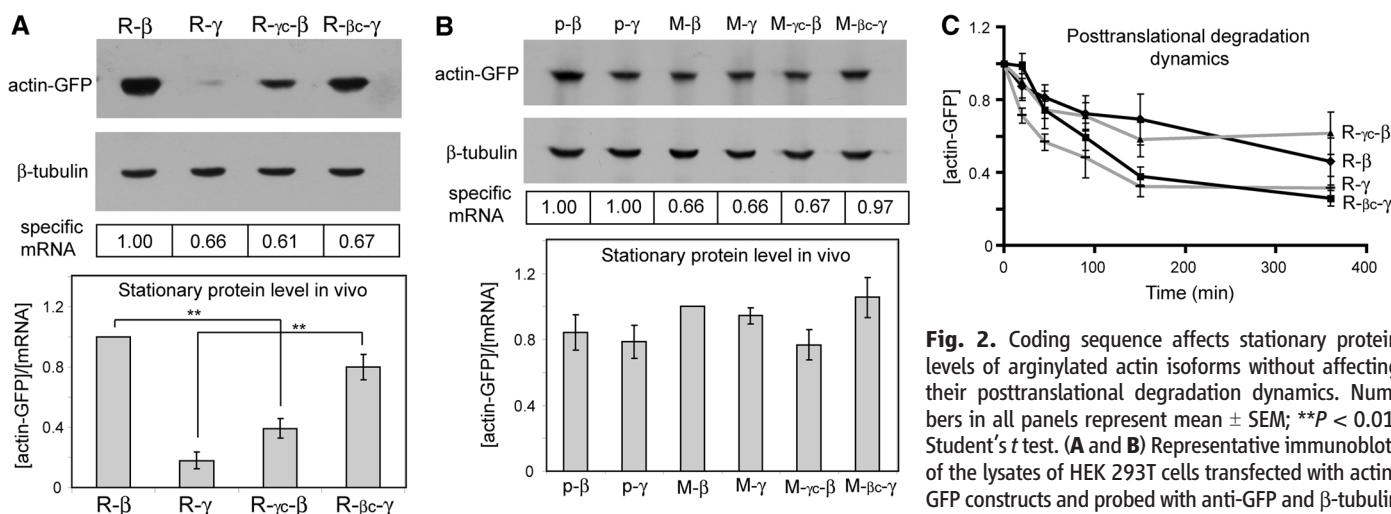 A
R-β R-γ R-γc-β R-βc-γ
actin-GFP
β-tubulin
specific
mRNA
1.00 0.66 0.61 0.67
Stationary protein level in vivo
**
**
[actin-GFP]/[mRNA]
1.2
0.8
0.4
0
R-β R-γ R-γc-β R-βc-γ
B
p-β p-γ M-β M-γ M-γc-β M-βc-γ
actin-GFP
β-tubulin
specific
mRNA
1.00 1.00 0.66 0.66 0.67 0.97
Stationary protein level in vivo
[actin-GFP]/[mRNA]
1.2
0.8
0.4
0
p-β p-γ M-β M-γ M-γc-β M-βc-γ
C
Posttranslational degradation
dynamics
[actin-GFP]
1.2
0.8
0.4
0
R-γc-β
R-β
R-γ
R-βc-γ
0 100 200 300 400
Time (min)
Fig. 2. Coding sequence affects stationary protein
levels of arginylated actin isoforms without affecting
their posttranslational degradation dynamics. Num-
bers in all panels represent mean ± SEM; **P < 0.01,
Student's t test. (A and B) Representative immunoblots
of the lysates of HEK 293T cells transfected with actin-
GFP constructs and probed with anti-GFP and β-tubulin